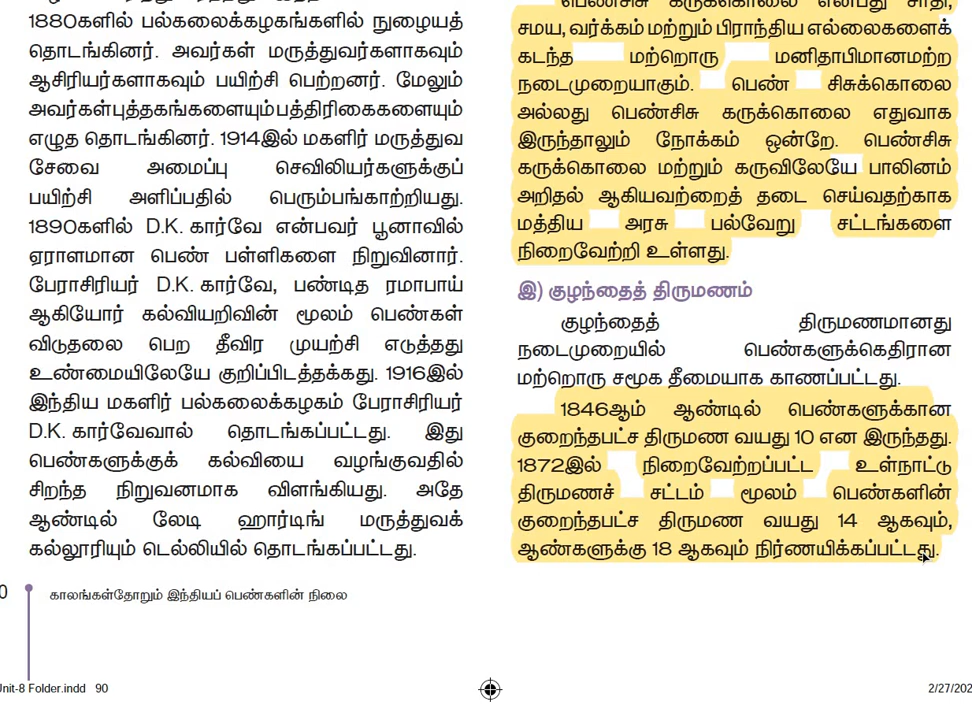 1880களில் பல்கலைக்கழகங்களில் நுழையத்
தொடங்கினர். அவர்கள் மருத்துவர்களாகவும்
ஆசிரியர்களாகவும் பயிற்சி பெற்றனர். மேலும்
அவர்கள்புத்தகங்களையும்பத்திரிகைகளையும்
எழுத தொடங்கினர். 1914இல் மகளிர் மருத்துவ
சேவை அமைப்பு செவிலியர்களுக்குப்
பயிற்சி அளிப்பதில் பெரும்பங்காற்றியது.
1890களில் D.K. கார்வே என்பவர் பூனாவில்
ஏராளமான பெண் பள்ளிகளை நிறுவினார்.
பேராசிரியர் D.K. கார்வே, பண்டித ரமாபாய்
ஆகியோர் கல்வியறிவின் மூலம் பெண்கள்
விடுதலை பெற தீவிர முயற்சி எடுத்தது
உண்மையிலேயே குறிப்பிடத்தக்கது. 1916இல்
இந்திய மகளிர் பல்கலைக்கழகம் பேராசிரியர்
D.K. கார்வேவால் தொடங்கப்பட்டது. இது
பெண்களுக்குக் கல்வியை வழங்குவதில்
சிறந்த நிறுவனமாக விளங்கியது. அதே
ஆண்டில் லேடி ஹார்டிங் மருத்துவக்
கல்லூரியும் டெல்லியில் தொடங்கப்பட்டது.
பெண்சிசு கருக்கொலை என்பது சாதி,
சமய, வர்க்கம் மற்றும் பிராந்திய எல்லைகளைக்
கடந்த மற்றொரு மனிதாபிமானமற்ற
நடைமுறையாகும். பெண் சிசுக்கொலை
அல்லது பெண்சிசு கருக்கொலை எதுவாக
இருந்தாலும் நோக்கம் ஒன்றே. பெண்சிசு
கருக்கொலை மற்றும் கருவிலேயே பாலினம்
அறிதல் ஆகியவற்றைத் தடை செய்வதற்காக
மத்திய அரசு பல்வேறு சட்டங்களை
நிறைவேற்றி உள்ளது.
இ) குழந்தைத் திருமணம்
குழந்தைத் திருமணமானது
நடைமுறையில் பெண்களுக்கெதிரான
மற்றொரு சமூக தீமையாக காணப்பட்டது.
1846ஆம் ஆண்டில் பெண்களுக்கான
குறைந்தபட்ச திருமண வயது 10 என இருந்தது.
1872இல் நிறைவேற்றப்பட்ட உள்நாட்டு
திருமணச் சட்டம் மூலம் பெண்களின்
குறைந்தபட்ச திருமண வயது 14 ஆகவும்,
ஆண்களுக்கு 18 ஆகவும் நிர்ணயிக்கப்பட்டது.
0 காலங்கள்தோறும் இந்தியப் பெண்களின் நிலை
Unit-8 Folder.indd 90
2/27/202